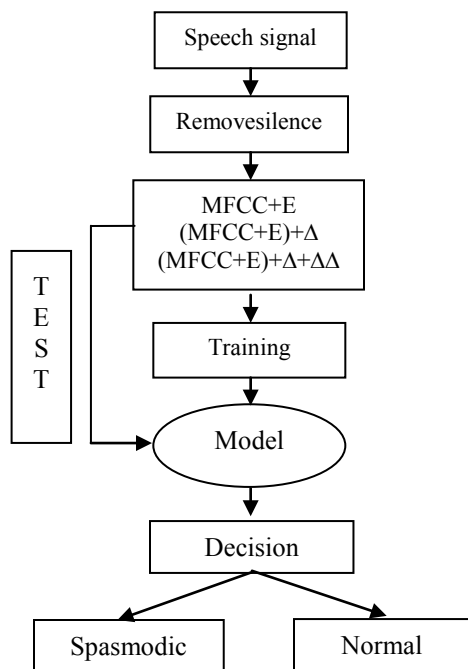 Speech signal
Removesilence
MFCC+E
(MFCC+E)+Δ
(MFCC+E)+Δ+ΔΔ
T
E
S
T
Training
Model
Decision
Spasmodic
Normal